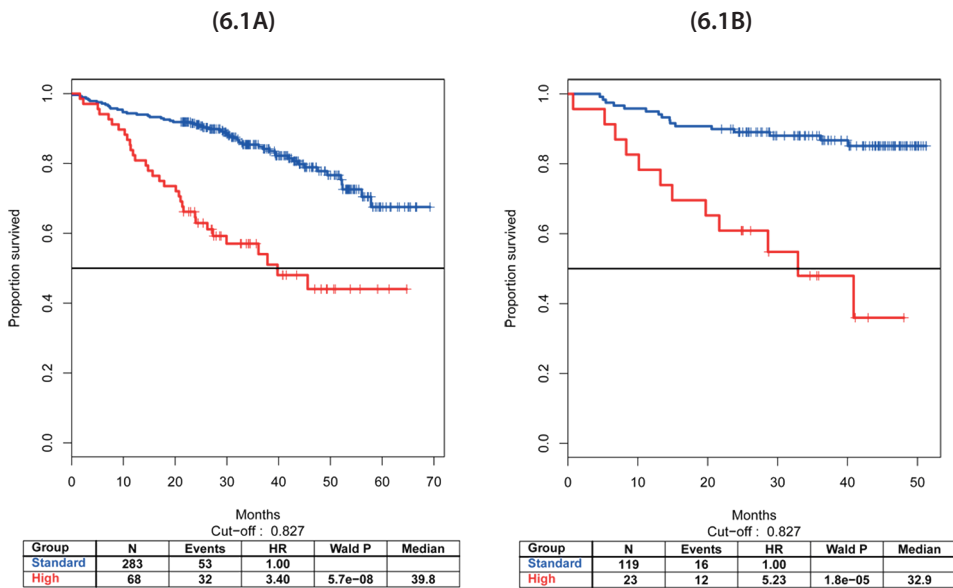 (6.1A)
Proportion survived
1.0
0.8
0.6
0.4
0.2
0.0
0 10 20 30 40 50 60 70
Months
Cut−off : 0.827
Group N Events HR Wald P Median
Standard 283 53 1.00
High 68 32 3.40 5.7e−08 39.8
(6.1B)
Proportion survived
1.0
0.8
0.6
0.4
0.2
0.0
0 10 20 30 40 50
Months
Cut−off : 0.827
Group N Events HR Wald P Median
Standard 119 16 1.00
High 23 12 5.23 1.8e−05 32.9